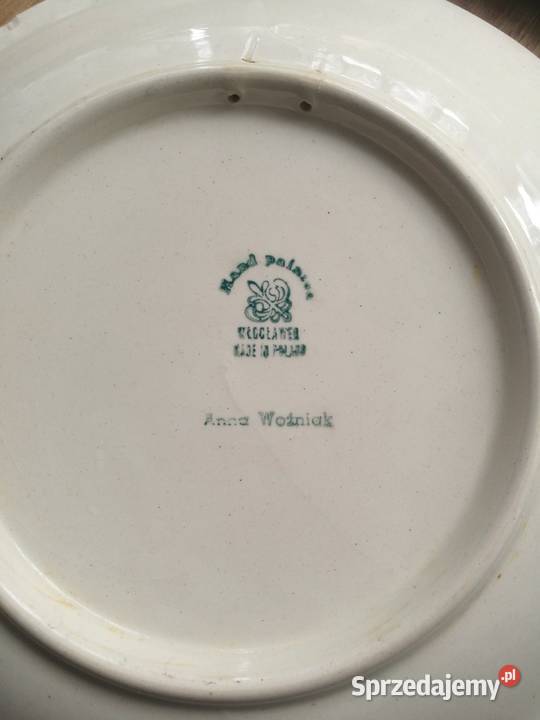 Hand painted
WŁOCŁAWEK
MADE IN POLAND
Anna Woźniak
Sprzedajemy.pl